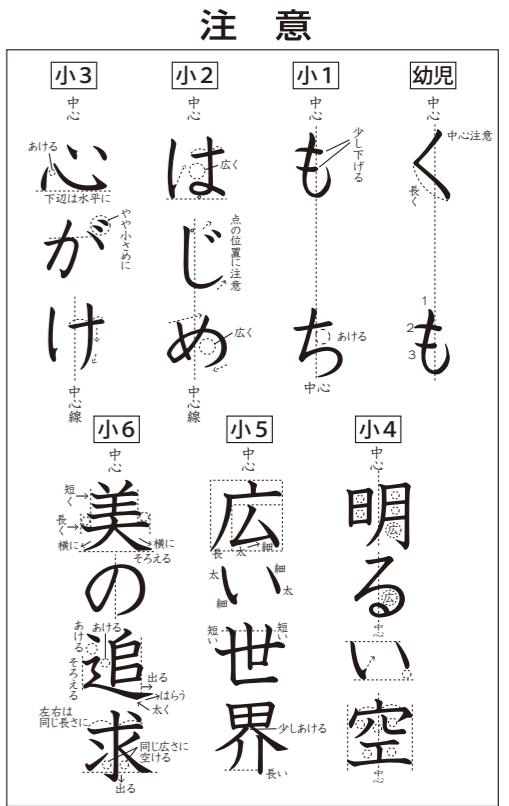 注意
幼児
中心
く
中心注意
長く
も
1
2
3
小1
中心
も
少し下げる
ち
あける
中心
小2
中心
は
広く
じ
点の位置に注意
め
広く
中心線
小3
中心
心
あける
下辺は水平に
が
やや小さめに
け
中心線
小4
中心
明
広
る
広
中心
い
空
中心
小5
広
長
太
細
い
太
細
細
太
世
短い
短い
界
少しあける
長い
小6
中心
美
短く
長く
横に
横に
そろえる
の
追
あける
あける
そろえる
出る
はらう
太く
求
左右は
同じ長さに
同じ広さに
空ける
出る